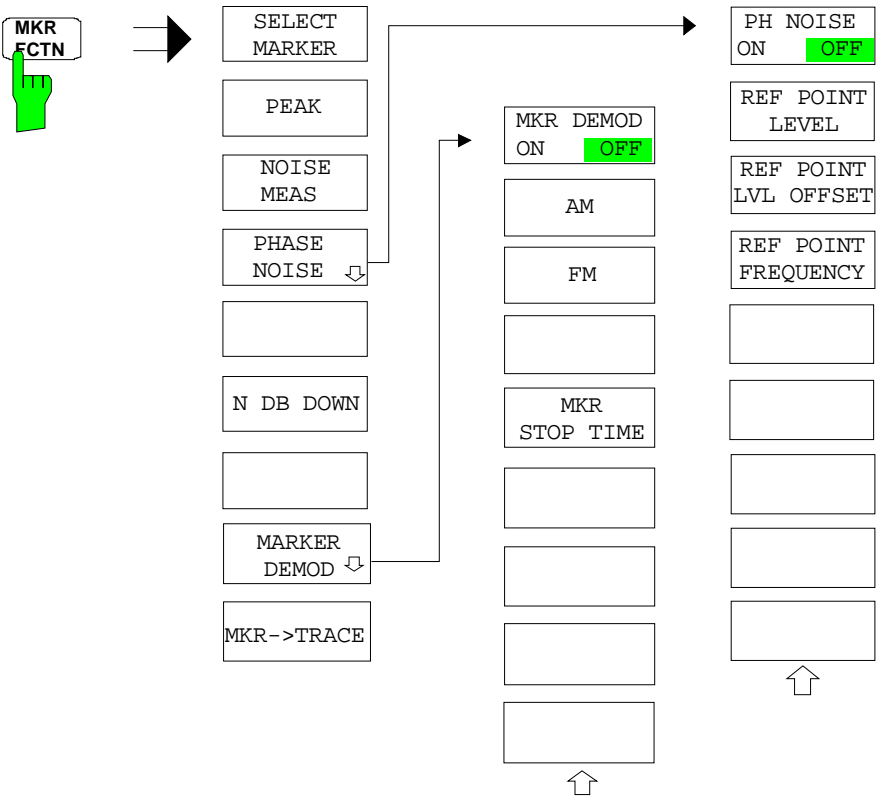 MKR
FCTN
SELECT
MARKER
PEAK
NOISE
MEAS
PHASE
NOISE
N DB DOWN
MARKER
DEMOD
MKR->TRACE
MKR DEMOD
ON OFF
AM
FM
MKR
STOP TIME
PH NOISE
ON OFF
REF POINT
LEVEL
REF POINT
LVL OFFSET
REF POINT
FREQUENCY